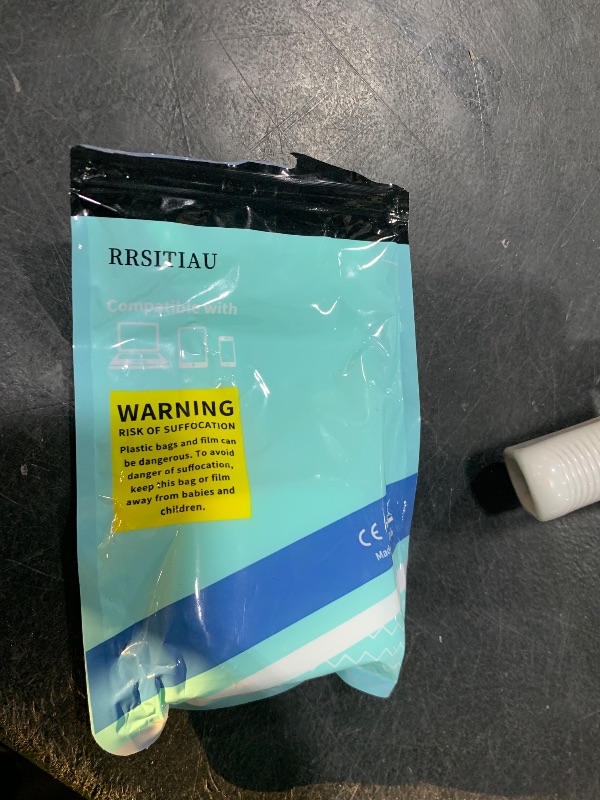 RRSITIAU
Compatible with
WARNING
RISK OF SUFFOCATION
Plastic bags and film can
be dangerous. To avoid
danger of suffocation,
keep this bag or film
away from babies and
children.
CE